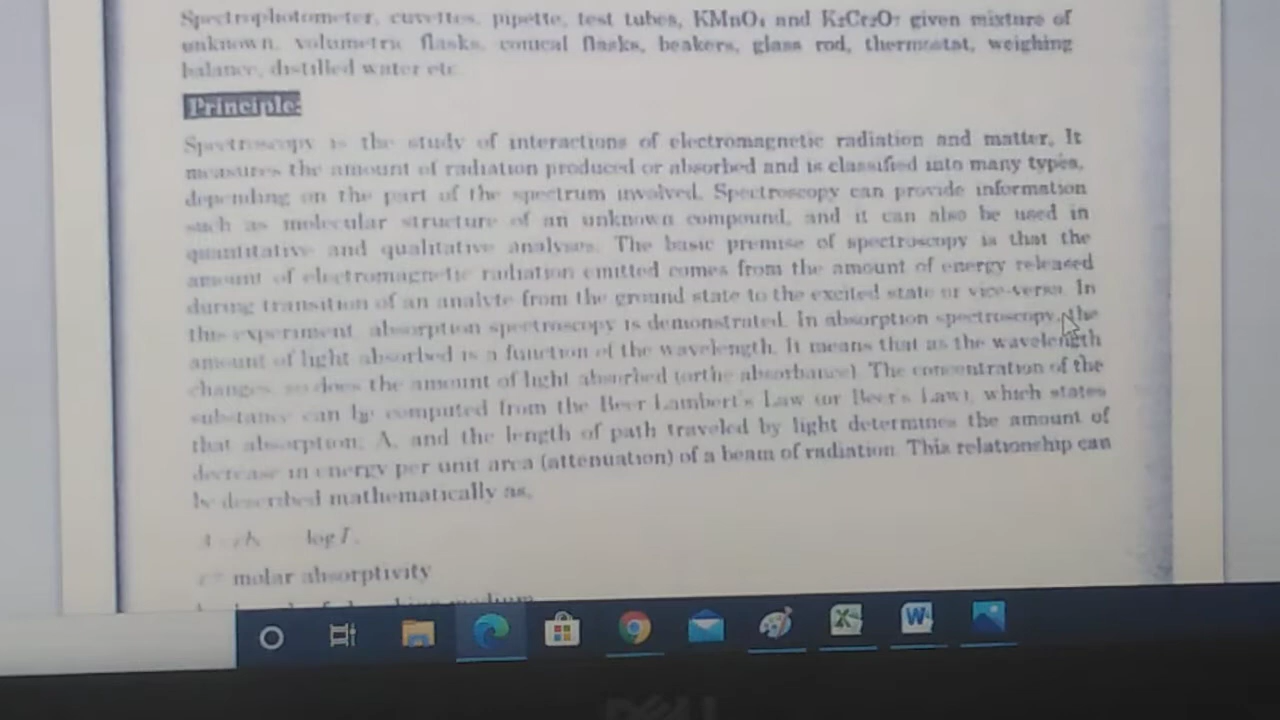 Spectrophotometer, cuvettes, pipette, test tubes, KMnO₄ and K₂Cr₂O₇ given mixture of
unknown, volumetric flasks, conical flasks, beakers, glass rod, thermostat, weighing
balance, distilled water etc.
Principle:
Spectroscopy is the study of interactions of electromagnetic radiation and matter, It
measures the amount of radiation produced or absorbed and is classified into many types,
depending on the part of the spectrum involved. Spectroscopy can provide information
such as molecular structure of an unknown compound, and it can also be used in
quantitative and qualitative analyses. The basic premise of spectroscopy is that the
amount of electromagnetic radiation emitted comes from the amount of energy released
during transition of an analyte from the ground state to the excited state or vice-versa. In
this experiment, absorption spectroscopy is demonstrated. In absorption spectroscopy, the
amount of light absorbed is a function of the wavelength. It means that as the wavelength
changes, so does the amount of light absorbed (orthe absorbance). The concentration of the
substance can be computed from the Beer Lambert's Law (or Beer's Law), which states
that absorption, A, and the length of path traveled by light determines the amount of
decrease in energy per unit area (attenuation) of a beam of radiation. This relationship can
be described mathematically as,
log T.
molar absorptivity
medium
DELL